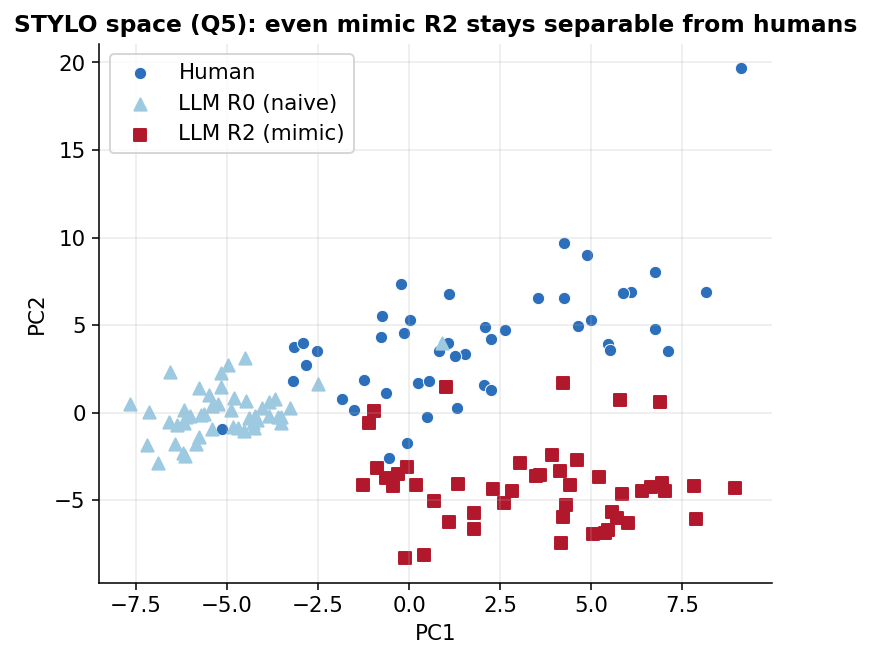 STYLO space (Q5): even mimic R2 stays separable from humans
Human
LLM R0 (naive)
LLM R2 (mimic)
20
15
10
5
0
−5
PC2
−7.5
−5.0
−2.5
0.0
2.5
5.0
7.5
PC1